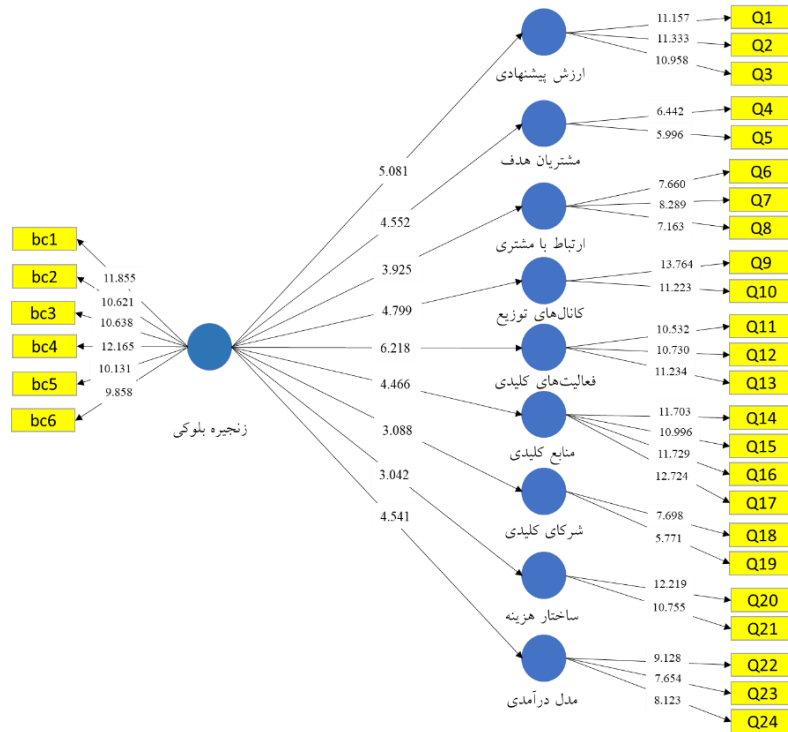 11.157
Q1
11.333
Q2
10.958
Q3
ارزش پیشنهادی
6.442
Q4
5.996
Q5
مشتریان هدف
5.081
4.552
7.660
Q6
8.289
Q7
7.163
Q8
ارتباط با مشتری
3.925
bc1
11.855
bc2
10.621
bc3
10.638
bc4
12.165
bc5
10.131
bc6
9.858
زنجیره بلوکی
4.799
13.764
Q9
11.223
Q10
کانال‌های توزیع
6.218
10.532
Q11
10.730
Q12
11.234
Q13
فعالیت‌های کلیدی
4.466
11.703
Q14
10.996
Q15
11.729
Q16
12.724
Q17
منابع کلیدی
3.088
7.698
Q18
5.771
Q19
شرکای کلیدی
3.042
12.219
Q20
10.755
Q21
ساختار هزینه
4.541
9.128
Q22
7.654
Q23
8.123
Q24
مدل درآمدی